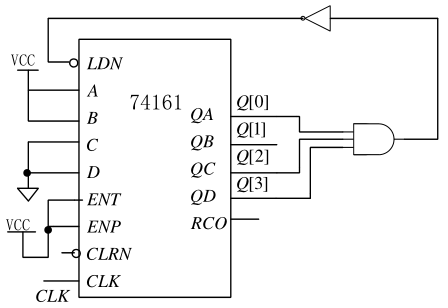 VCC
LDN
A
B
74161
QA Q[0]
QB Q[1]
C
QC Q[2]
D
QD Q[3]
ENT
RCO
VCC
ENP
CLRN
CLK
CLK